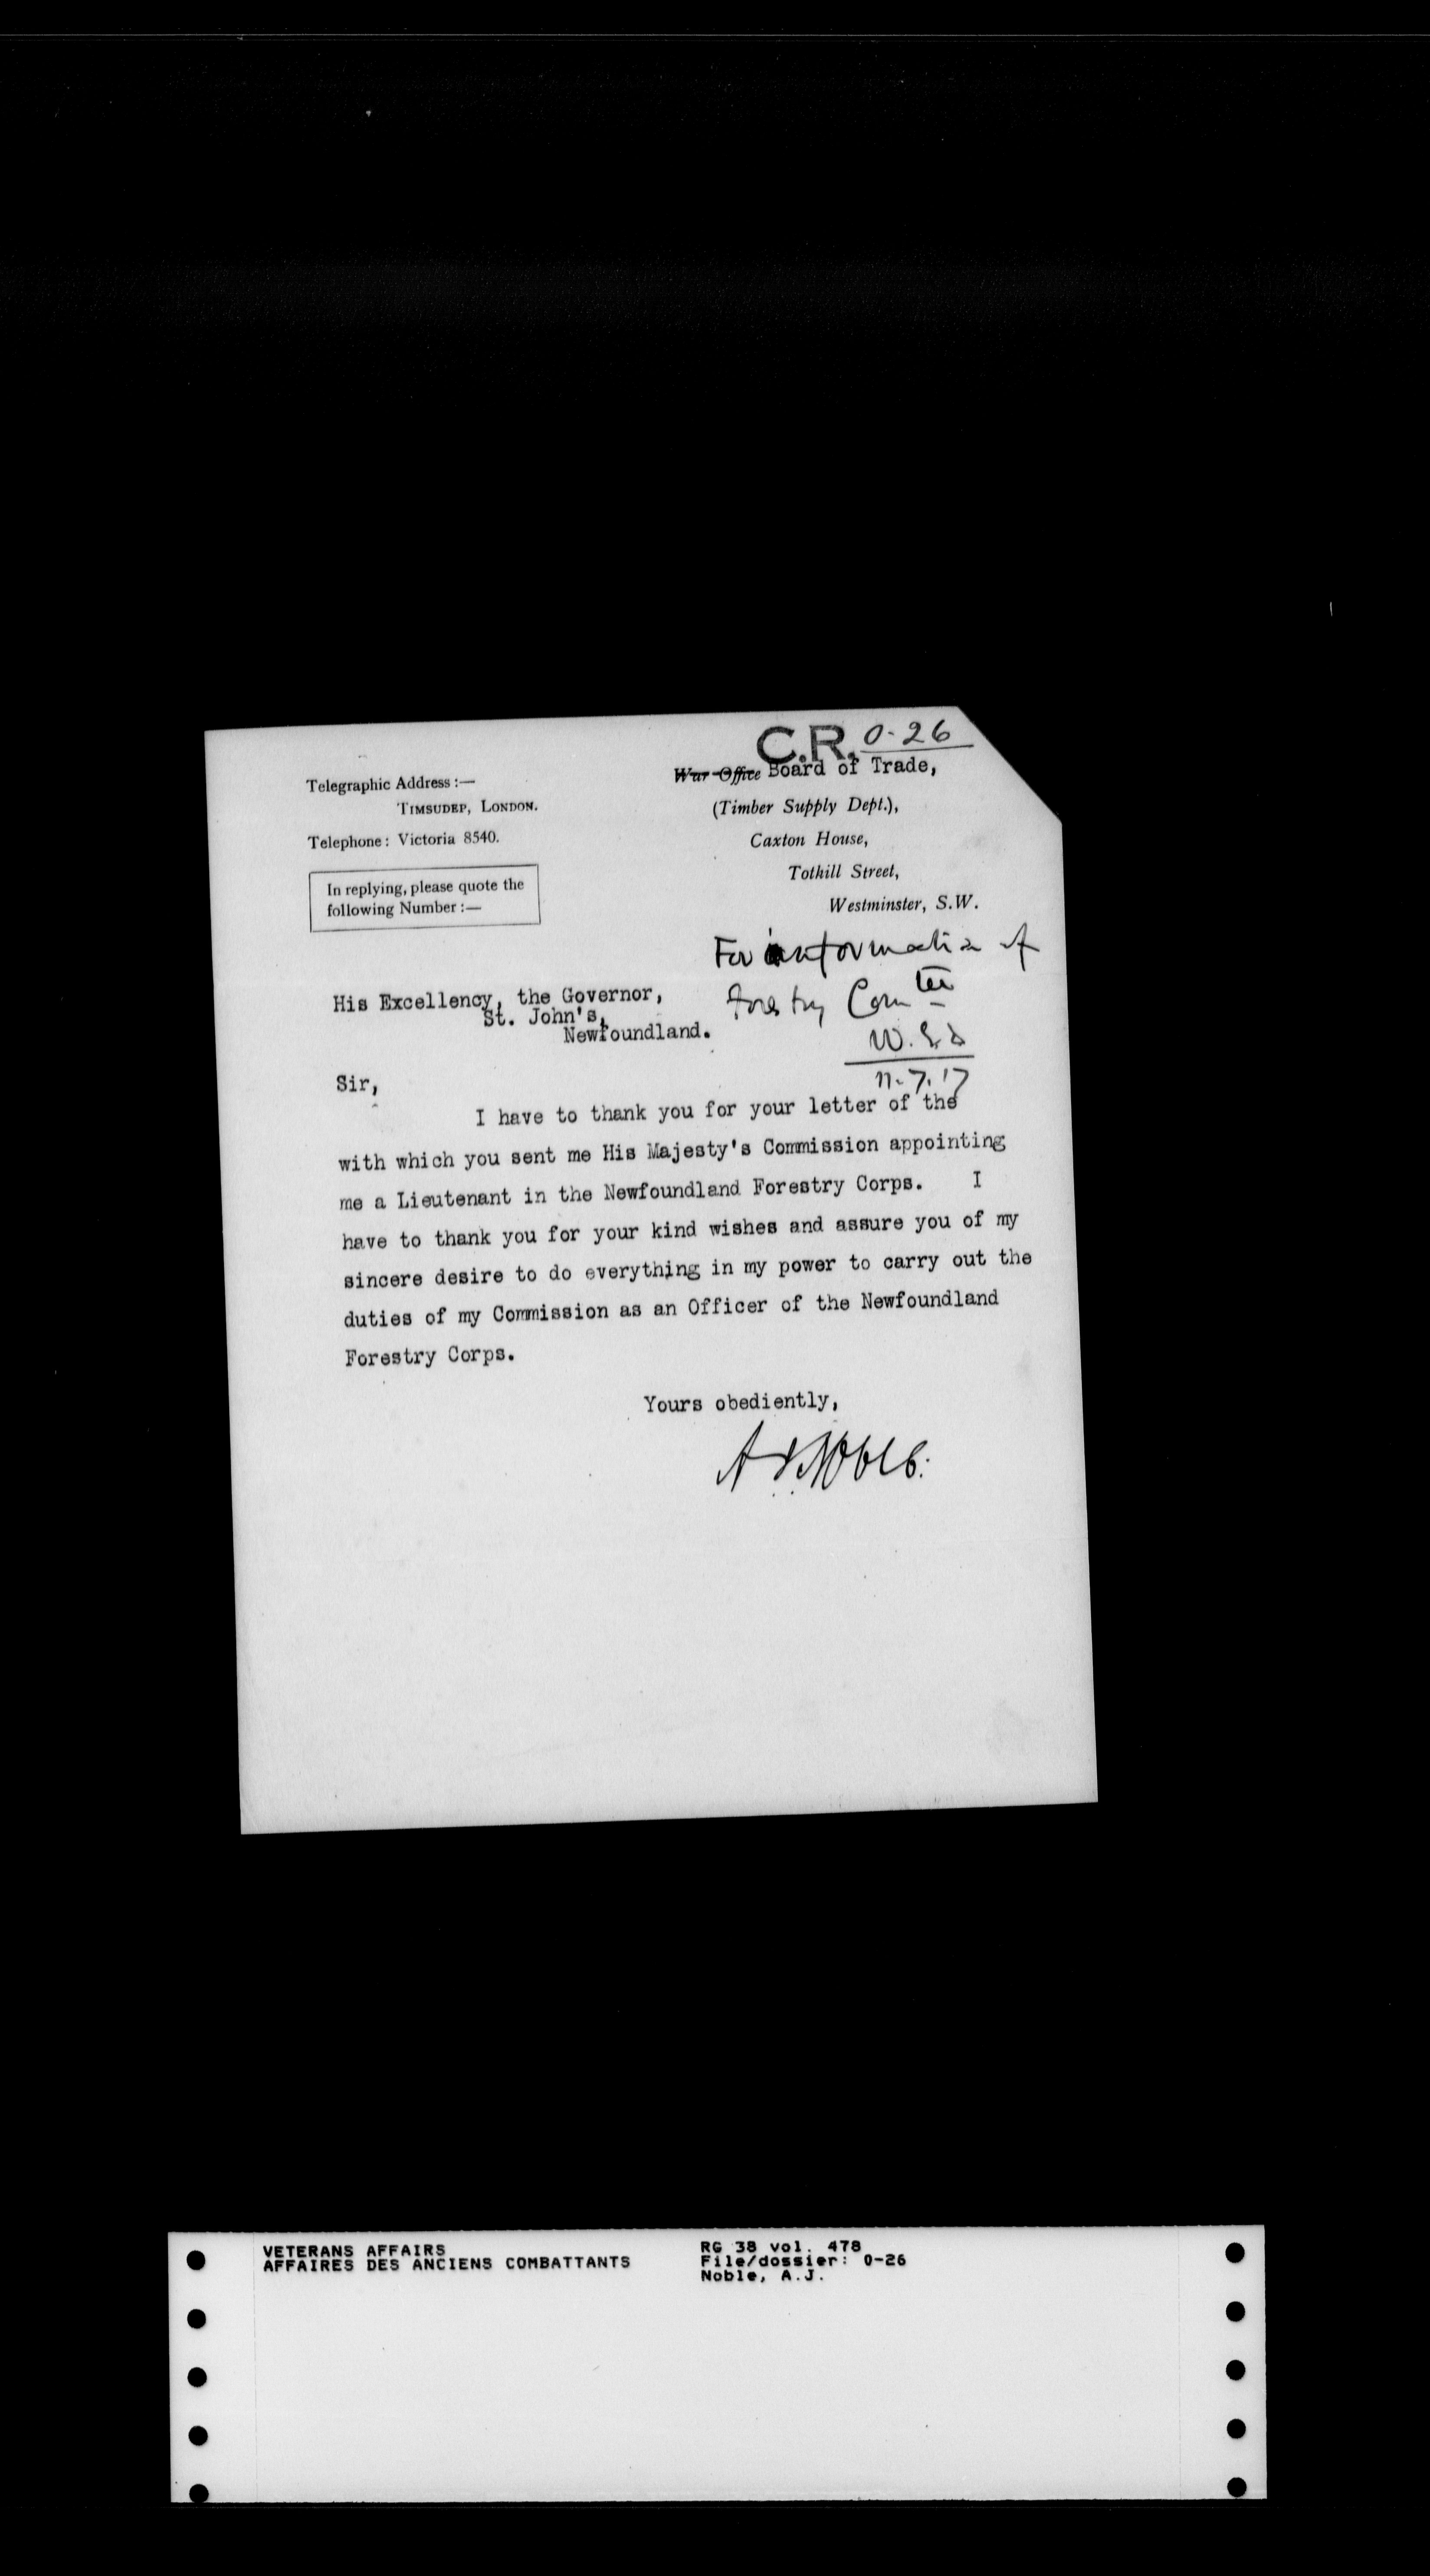 C.R. 0-26
Telegraphic Address :—
TIMSUDEP, LONDON.
Telephone: Victoria 8540.
In replying, please quote the
following Number :—
War Office Board of Trade,
(Timber Supply Dept.),
Caxton House,
Tothill Street,
Westminster, S.W.
For information of
Forestry Comtee
17
His Excellency, the Governor,
St. John's,
Newfoundland.
Sir,
I have to thank you for your letter of the
with which you sent me His Majesty's Commission appointing
me a Lieutenant in the Newfoundland Forestry Corps. I
have to thank you for your kind wishes and assure you of my
sincere desire to do everything in my power to carry out the
duties of my Commission as an Officer of the Newfoundland
Forestry Corps.
Yours obediently,
A J Noble.
VETERANS AFFAIRS
AFFAIRES DES ANCIENS COMBATTANTS
RG 38 vol. 478
File/dossier: 0-26
Noble, A.J.